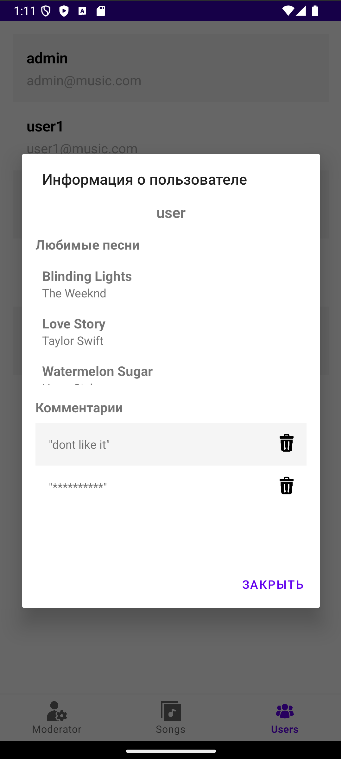 1:11
admin
admin@music.com
user1
user1@music.com
Информация о пользователе
user
Любимые песни
Blinding Lights
The Weeknd
Love Story
Taylor Swift
Watermelon Sugar
Комментарии
"dont like it"
"**********"
ЗАКРЫТЬ
Moderator
Songs
Users